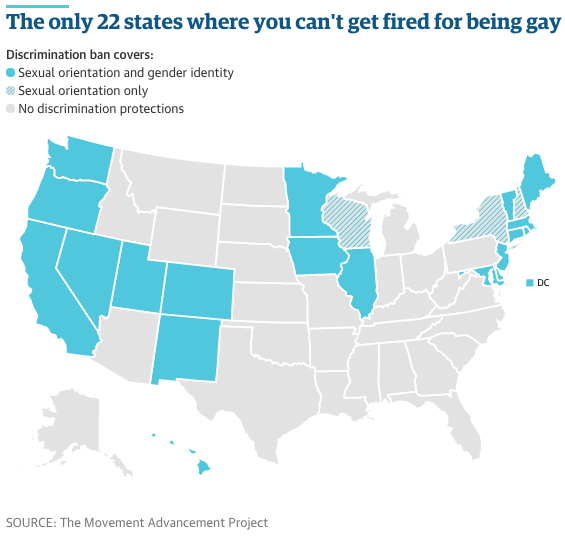 The only 22 states where you can't get fired for being gay
Discrimination ban covers:
Sexual orientation and gender identity
Sexual orientation only
No discrimination protections
DC
SOURCE: The Movement Advancement Project